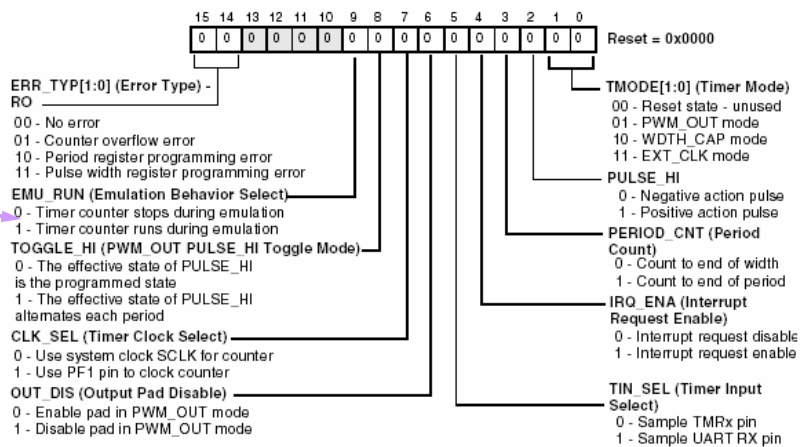 15 14 13 12 11 10 9 8 7 6 5 4 3 2 1 0
0 0 0 0 0 0 0 0 0 0 0 0 0 0 0 0
Reset = 0x0000
ERR_TYP[1:0] (Error Type) -
RO
00 - No error
01 - Counter overflow error
10 - Period register programming error
11 - Pulse width register programming error
EMU_RUN (Emulation Behavior Select)
0 - Timer counter stops during emulation
1 - Timer counter runs during emulation
TOGGLE_HI (PWM_OUT PULSE_HI Toggle Mode)
0 - The effective state of PULSE_HI
is the programmed state
1 - The effective state of PULSE_HI
alternates each period
CLK_SEL (Timer Clock Select)
0 - Use system clock SCLK for counter
1 - Use PF1 pin to clock counter
OUT_DIS (Output Pad Disable)
0 - Enable pad in PWM_OUT mode
1 - Disable pad in PWM_OUT mode
TMODE[1:0] (Timer Mode)
00 - Reset state - unused
01 - PWM_OUT mode
10 - WDTH_CAP mode
11 - EXT_CLK mode
PULSE_HI
0 - Negative action pulse
1 - Positive action pulse
PERIOD_CNT (Period
Count)
0 - Count to end of width
1 - Count to end of period
IRQ_ENA (Interrupt
Request Enable)
0 - Interrupt request disable
1 - Interrupt request enable
TIN_SEL (Timer Input
Select)
0 - Sample TMRx pin
1 - Sample UART RX pin